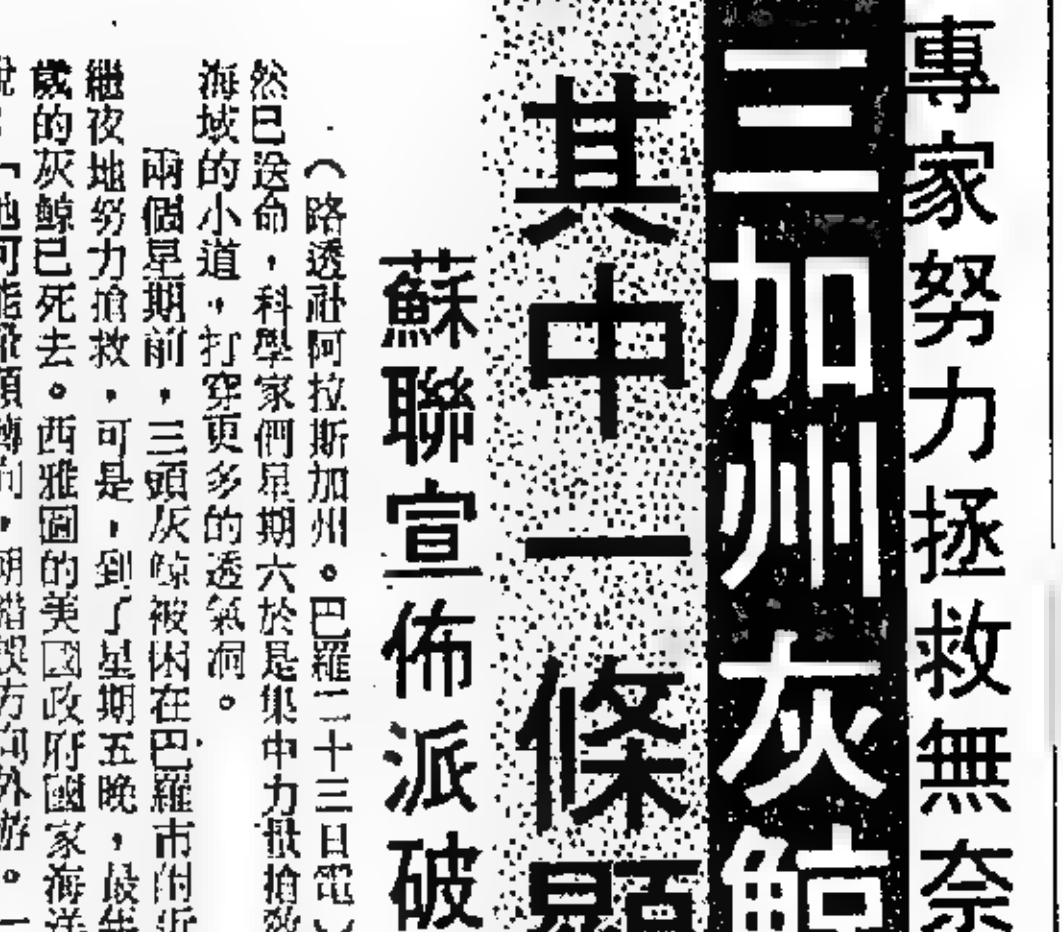 專家努力拯救無奈
三加州灰鯨
其中一條顯
蘇聯宣佈派破
（路透社阿拉斯加州。巴羅二十三日電）
然已送命，科學家們星期六於是集中力量搶救
海域的小道，打穿更多的透氣洞。
兩個星期前，三頭灰鯨被困在巴羅市附近
繼夜地努力搶救，可是，到了星期五晚，最年
歲的灰鯨已死去。西雅圖的美國政府國家海洋
說：「牠可能